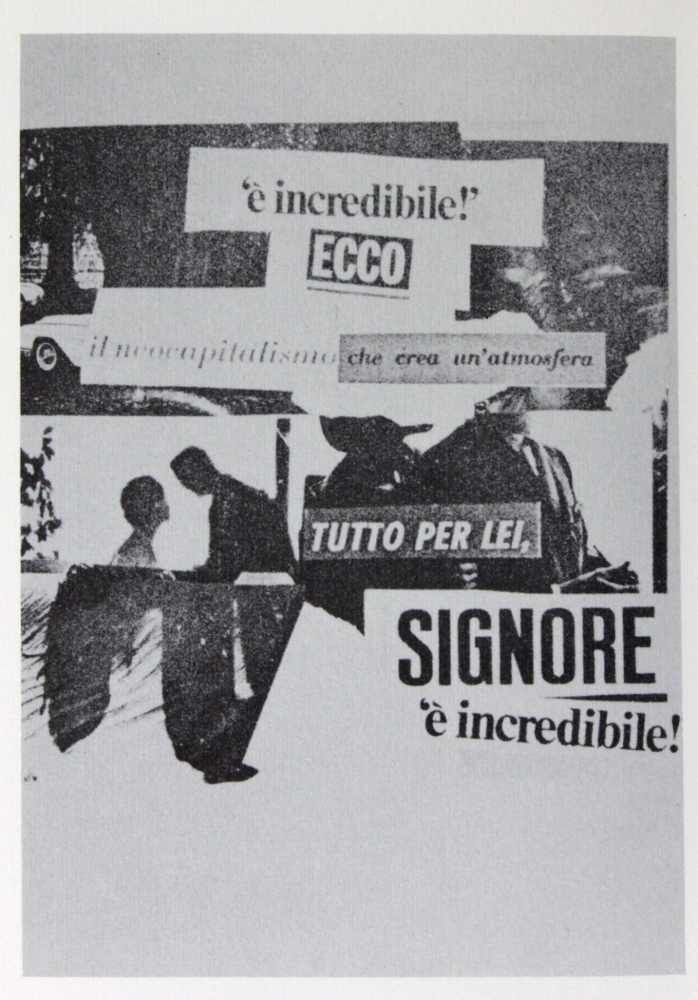 ‘è incredibile!’
ECCO
il neocapitalismo che crea un’atmosfera
TUTTO PER LEI,
SIGNORE
‘è incredibile!